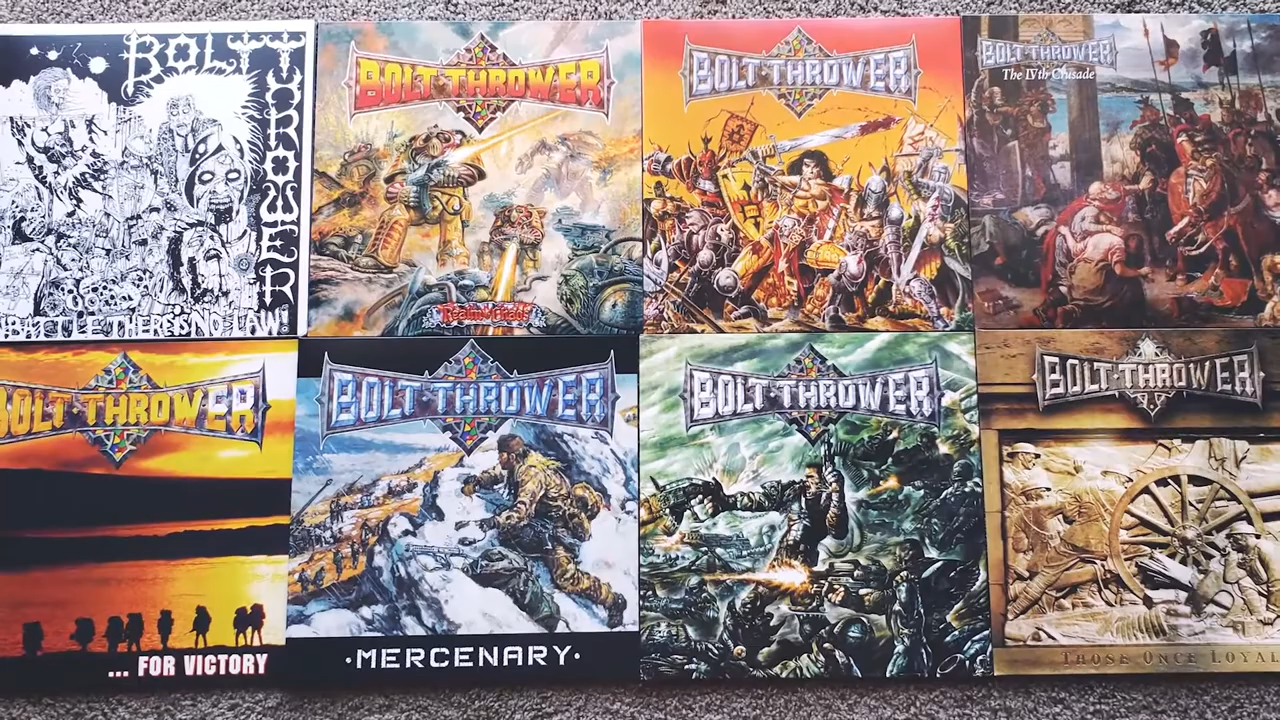 BOLT THROWER
BATTLE THERE IS NO LAW!
BOLT THROWER
Realm of Chaos
BOLT THROWER
BOLT THROWER
The IVth Crusade
BOLT THROWER
... FOR VICTORY
BOLT THROWER
·MERCENARY·
BOLT THROWER
BOLT THROWER
THOSE ONCE LOYAL